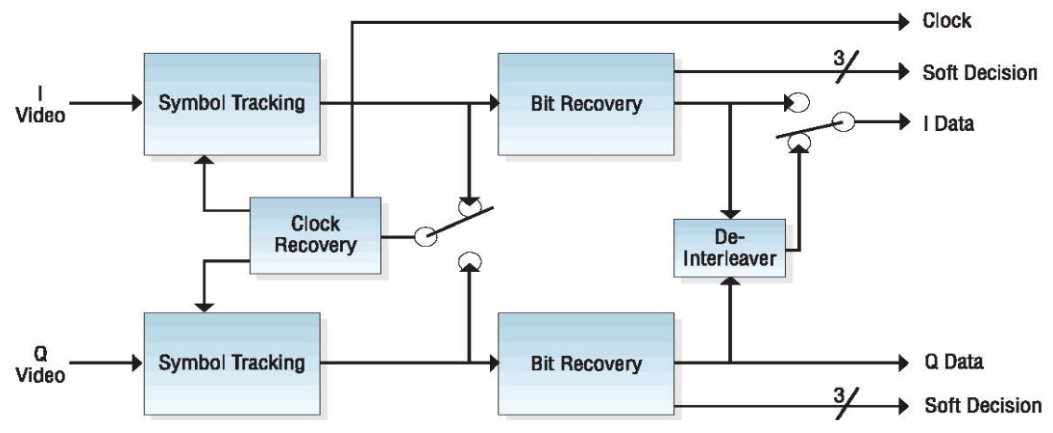 Clock
3
Soft Decision
I
Video
Symbol Tracking
Bit Recovery
I Data
Clock
Recovery
De-
Interleaver
Q
Video
Symbol Tracking
Bit Recovery
Q Data
3
Soft Decision